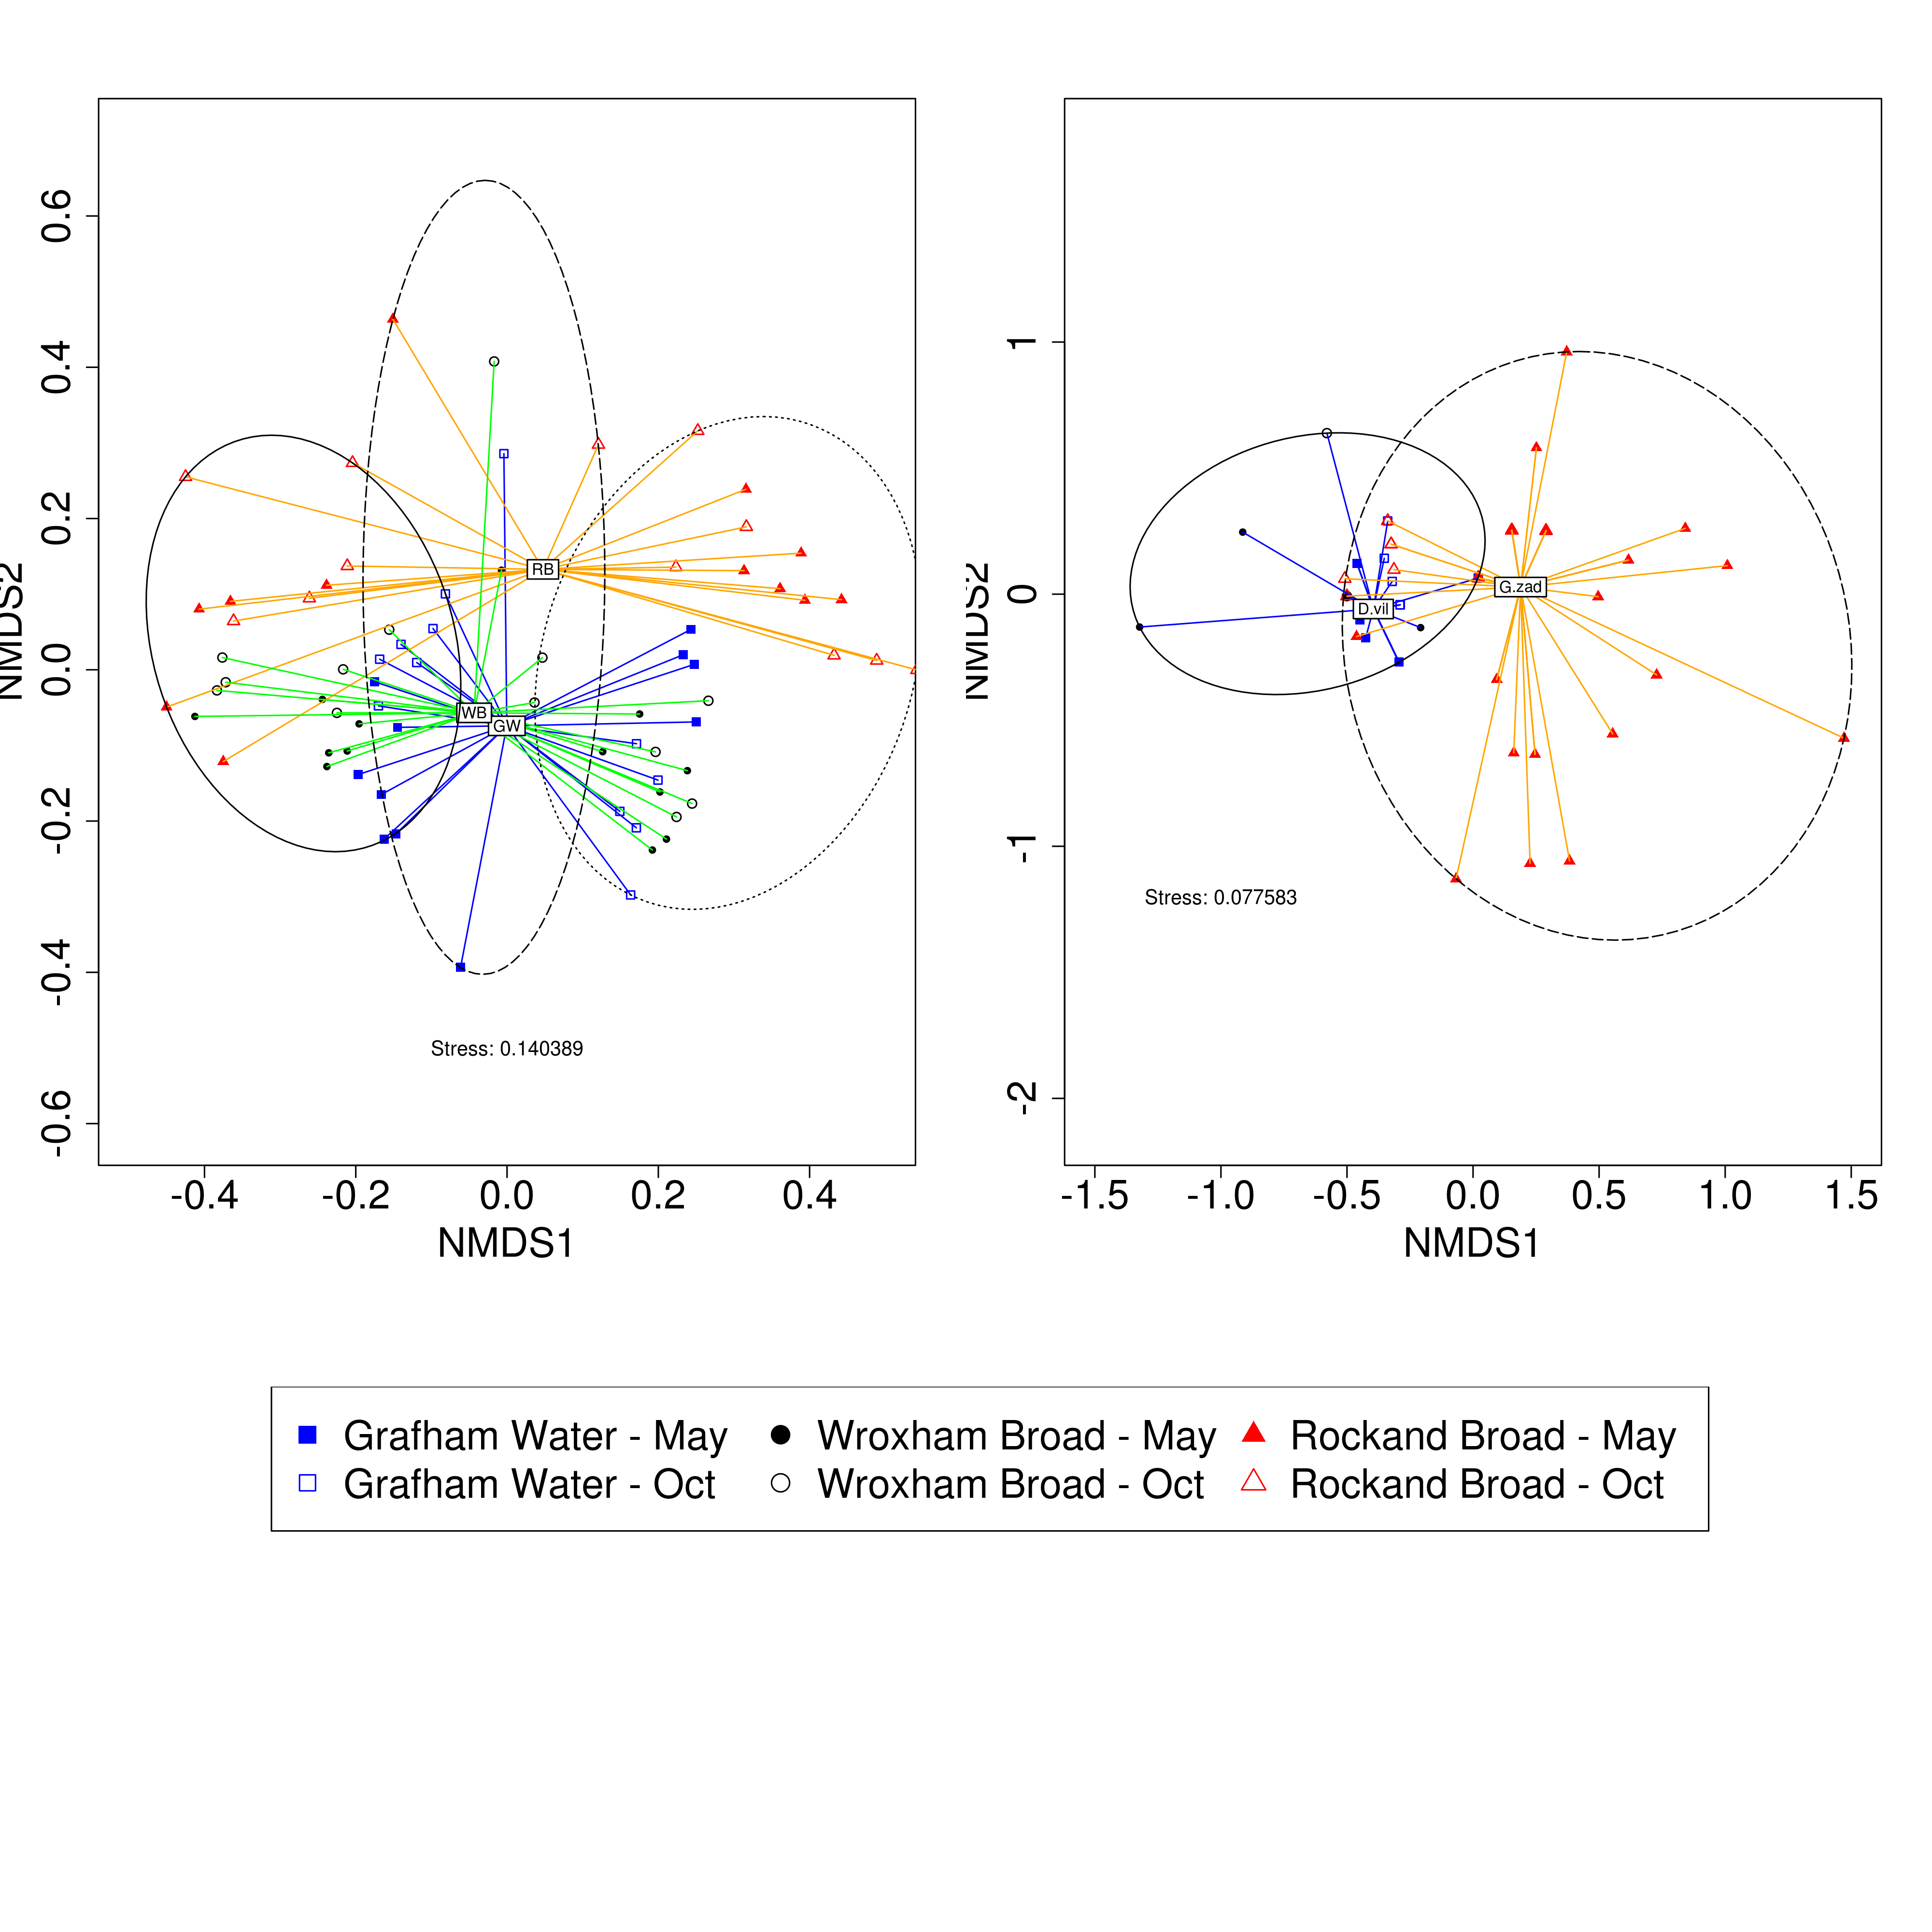 NMDS2
0.6
0.4
0.2
0.0
-0.2
-0.4
-0.6
RB
WB
GW
Stress: 0.140389
-0.4 -0.2 0.0 0.2 0.4
NMDS1
NMDS2
1
0
-1
-2
D.vil
G.zad
Stress: 0.077583
-1.5 -1.0 -0.5 0.0 0.5 1.0 1.5
NMDS1
Grafham Water - May
Grafham Water - Oct
Wroxham Broad - May
Wroxham Broad - Oct
Rockand Broad - May
Rockand Broad - Oct